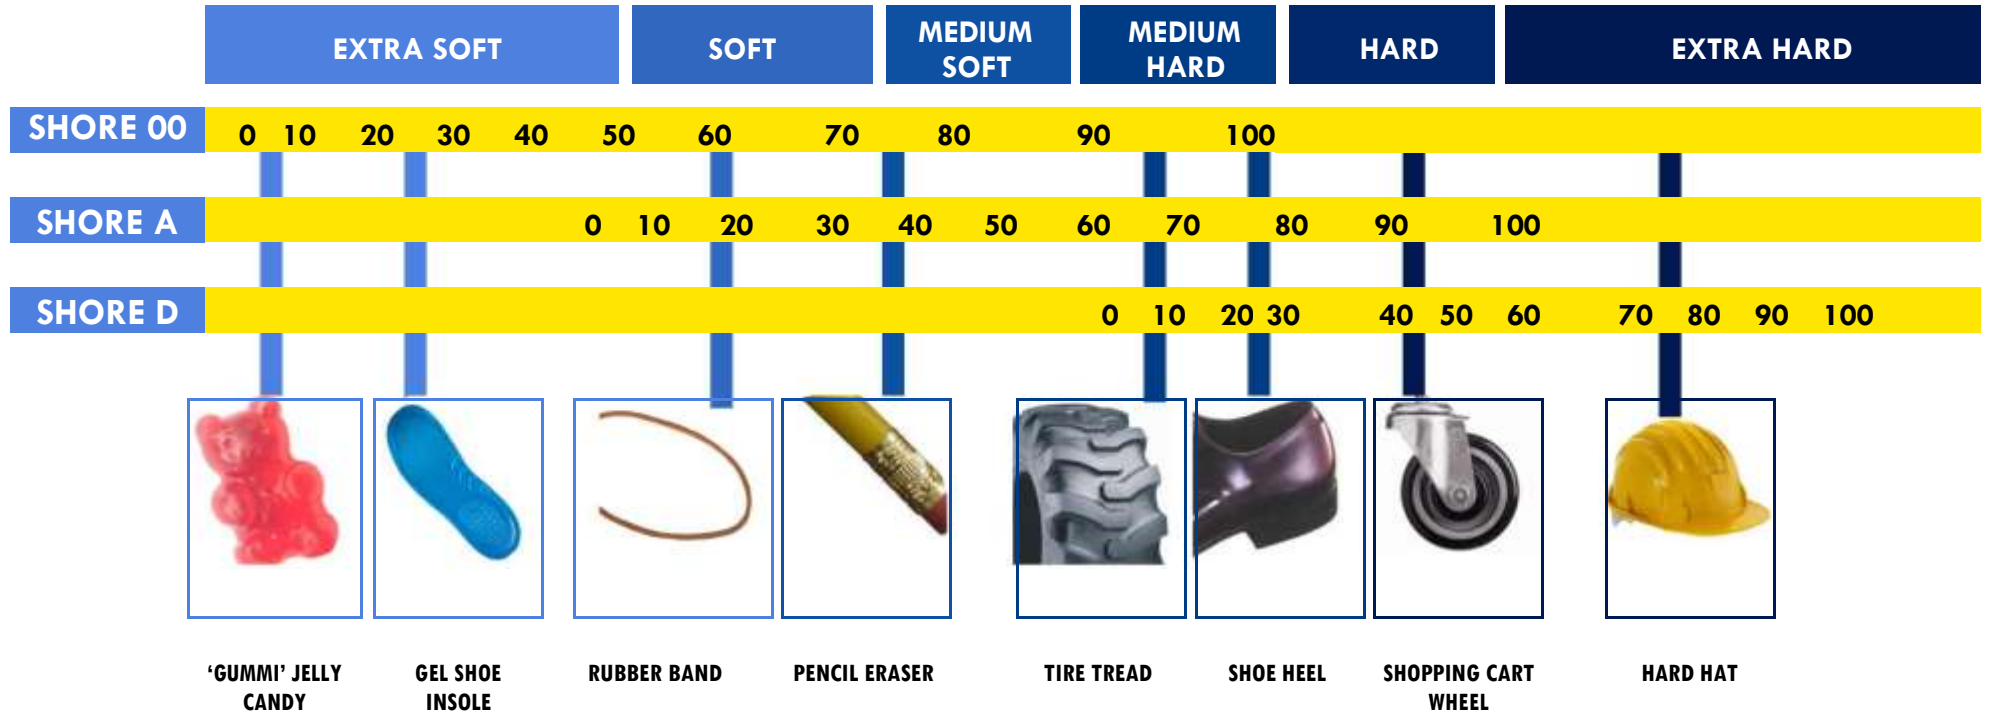 EXTRA SOFT
SOFT
MEDIUM
SOFT
MEDIUM
HARD
HARD
EXTRA HARD
SHORE 00
0 10 20 30 40 50 60 70 80 90 100
SHORE A
0 10 20 30 40 50 60 70 80 90 100
SHORE D
0 10 20 30 40 50 60 70 80 90 100
‘GUMMI’ JELLY
CANDY
GEL SHOE
INSOLE
RUBBER BAND
PENCIL ERASER
TIRE TREAD
SHOE HEEL
SHOPPING CART
WHEEL
HARD HAT